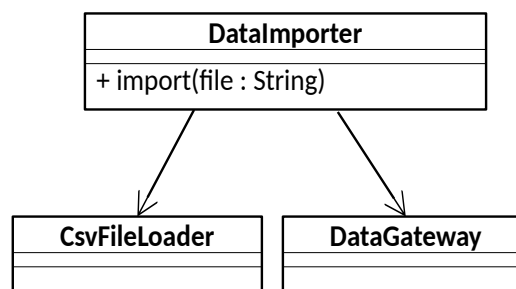 DataImporter
+ import(file : String)
CsvFileLoader
DataGateway